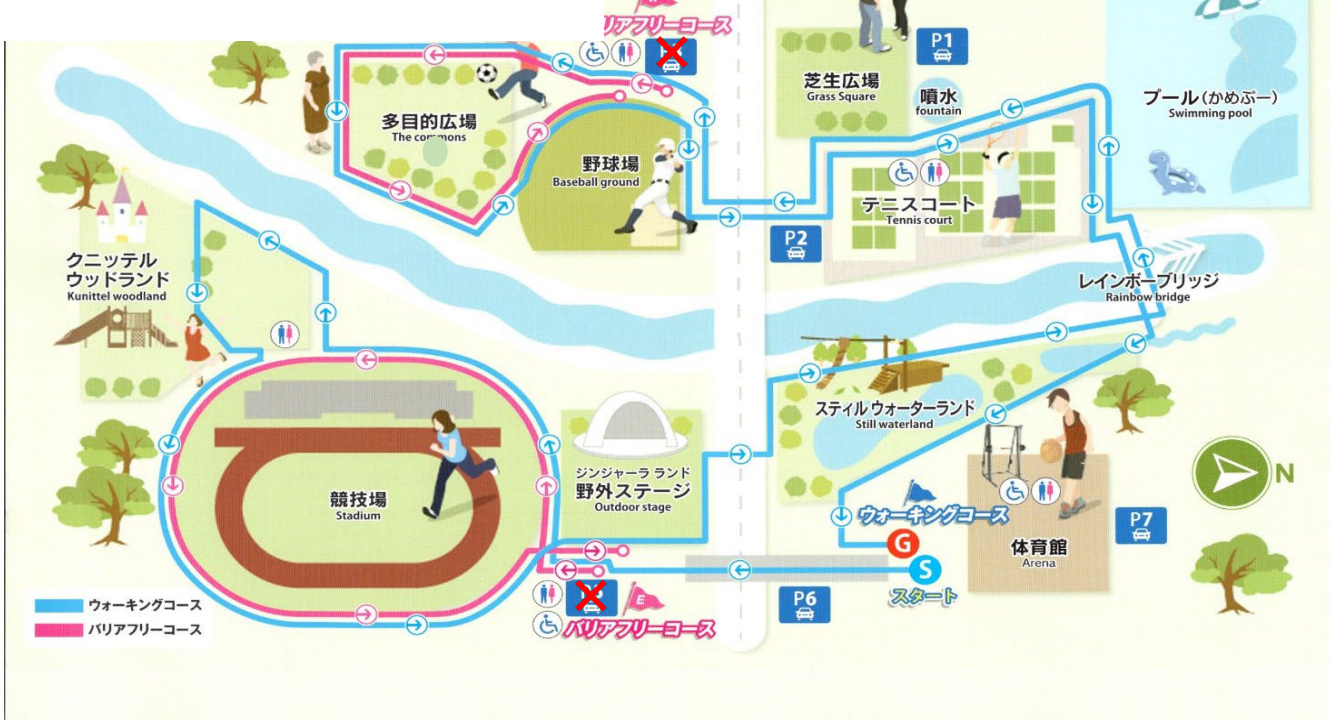 バリアフリーコース
P1
芝生広場
Grass Square
噴水
fountain
プール(かめぷー)
Swimming pool
多目的広場
The commons
野球場
Baseball ground
テニスコート
Tennis court
P2
クニッテル
ウッドランド
Kunittel woodland
レインボーブリッジ
Rainbow bridge
スティルウォーターランド
Still waterland
ジンジャーラ ランド
野外ステージ
Outdoor stage
競技場
Stadium
N
ウォーキングコース
G
S
スタート
体育館
Arena
P7
P6
E
バリアフリーコース
ウォーキングコース
バリアフリーコース